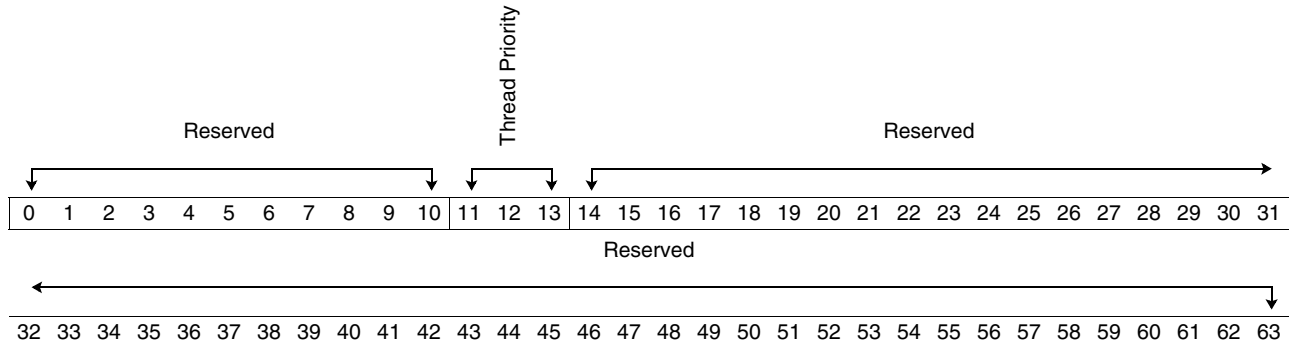 Thread Priority
Reserved Reserved
0 1 2 3 4 5 6 7 8 9 10 11 12 13 14 15 16 17 18 19 20 21 22 23 24 25 26 27 28 29 30 31
Reserved
32 33 34 35 36 37 38 39 40 41 42 43 44 45 46 47 48 49 50 51 52 53 54 55 56 57 58 59 60 61 62 63